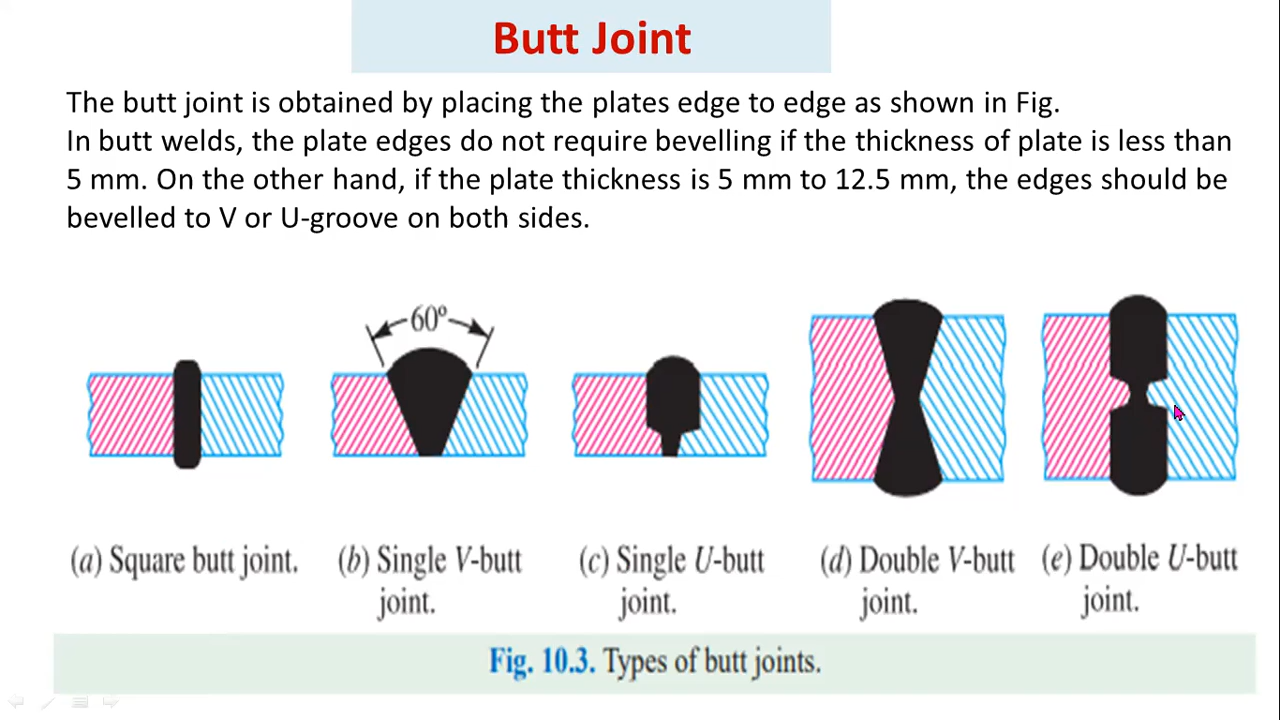 Butt Joint
The butt joint is obtained by placing the plates edge to edge as shown in Fig.
In butt welds, the plate edges do not require bevelling if the thickness of plate is less than
5 mm. On the other hand, if the plate thickness is 5 mm to 12.5 mm, the edges should be
bevelled to V or U-groove on both sides.
60°
(a) Square butt joint.
(b) Single V-butt
joint.
(c) Single U-butt
joint.
(d) Double V-butt
joint.
(e) Double U-butt
joint.
Fig. 10.3. Types of butt joints.